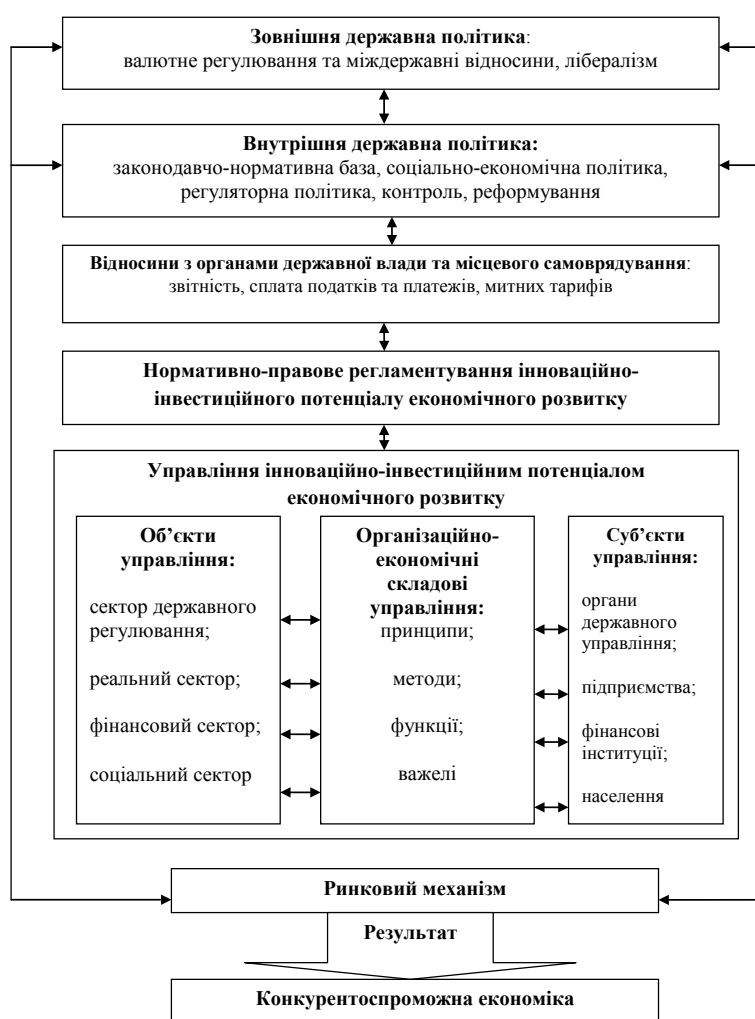 Зовнішня державна політика:
валютне регулювання та міждержавні відносини, лібералізм
Внутрішня державна політика:
законодавчо-нормативна база, соціально-економічна політика,
регуляторна політика, контроль, реформування
Відносини з органами державної влади та місцевого самоврядування:
звітність, сплата податків та платежів, митних тарифів
Нормативно-правове регламентування інноваційно-
інвестиційного потенціалу економічного розвитку
Управління інноваційно-інвестиційним потенціалом
економічного розвитку
Об’єкти
управління:
сектор державного
регулювання;
реальний сектор;
фінансовий сектор;
соціальний сектор
Організаційно-
економічні
складові
управління:
принципи;
методи;
функції;
важелі
Суб’єкти
управління:
органи
державного
управління;
підприємства;
фінансові
інституції;
населення
Ринковий механізм
Результат
Конкурентоспроможна економіка